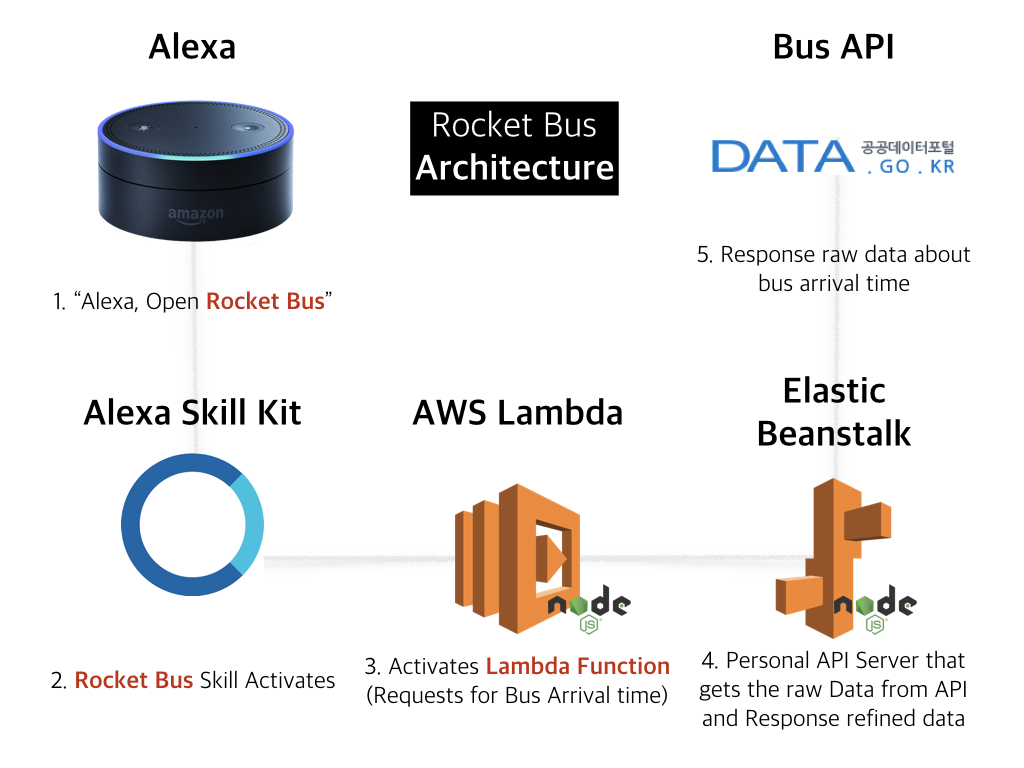 Alexa
Bus API
Rocket Bus
Architecture
DATA 공공데이터포털
. GO . KR
amazon
5. Response raw data about
bus arrival time
1. “Alexa, Open Rocket Bus”
Alexa Skill Kit
AWS Lambda
Elastic
Beanstalk
node
JS
node
JS
2. Rocket Bus Skill Activates
3. Activates Lambda Function
(Requests for Bus Arrival time)
4. Personal API Server that
gets the raw Data from API
and Response refined data